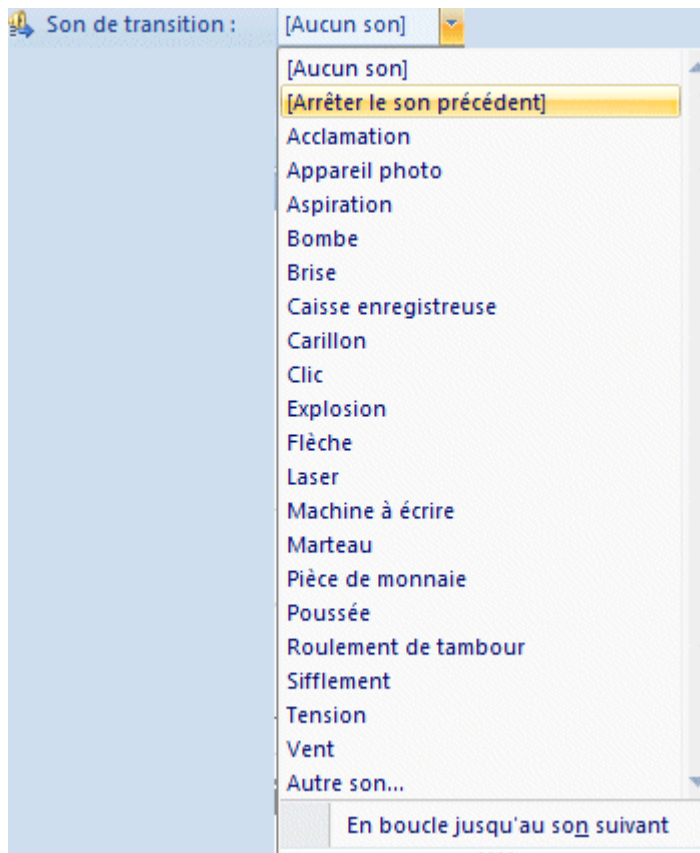 Son de transition : [Aucun son]
[Aucun son]
[Arrêter le son précédent]
Acclamation
Appareil photo
Aspiration
Bombe
Brise
Caisse enregistreuse
Carillon
Clic
Explosion
Flèche
Laser
Machine à écrire
Marteau
Pièce de monnaie
Poussée
Roulement de tambour
Sifflement
Tension
Vent
Autre son...
En boucle jusqu'au son suivant